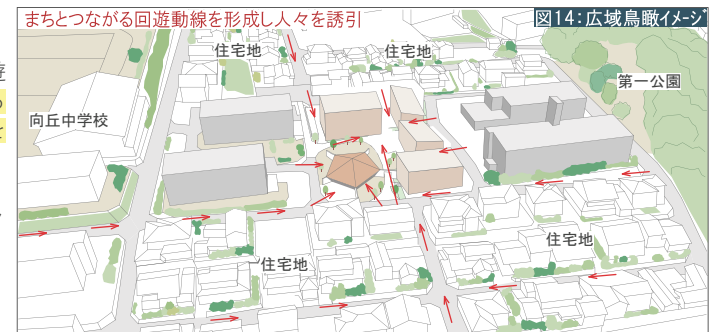 まちとつながる回遊動線を形成し人々を誘引
図14:広域鳥瞰イメージ
住宅地
住宅地
第一公園
向丘中学校
住宅地
住宅地